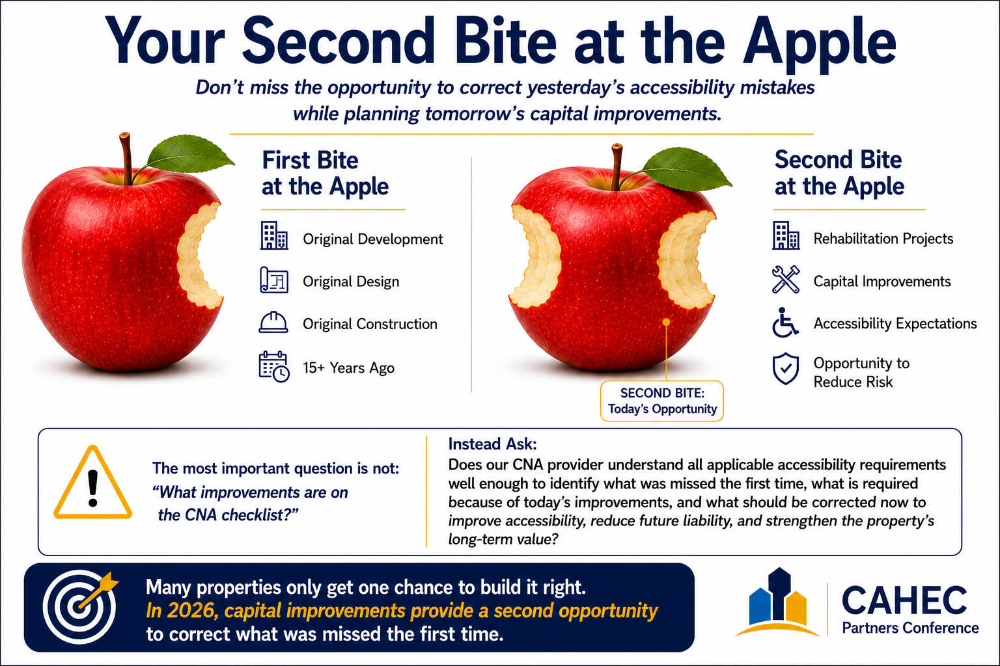 Your Second Bite at the Apple
Don't miss the opportunity to correct yesterday's accessibility mistakes
while planning tomorrow's capital improvements.
First Bite
at the Apple
Original Development
Original Design
Original Construction
15+ Years Ago
SECOND BITE:
Today's Opportunity
Second Bite
at the Apple
Rehabilitation Projects
Capital Improvements
Accessibility Expectations
Opportunity to
Reduce Risk
The most important question is not:
"What improvements are on
the CNA checklist?"
Instead Ask:
Does our CNA provider understand all applicable accessibility requirements
well enough to identify what was missed the first time, what is required
because of today's improvements, and what should be corrected now to
improve accessibility, reduce future liability, and strengthen the property's
long-term value?
Many properties only get one chance to build it right.
In 2026, capital improvements provide a second opportunity
to correct what was missed the first time.
CAHEC
Partners Conference